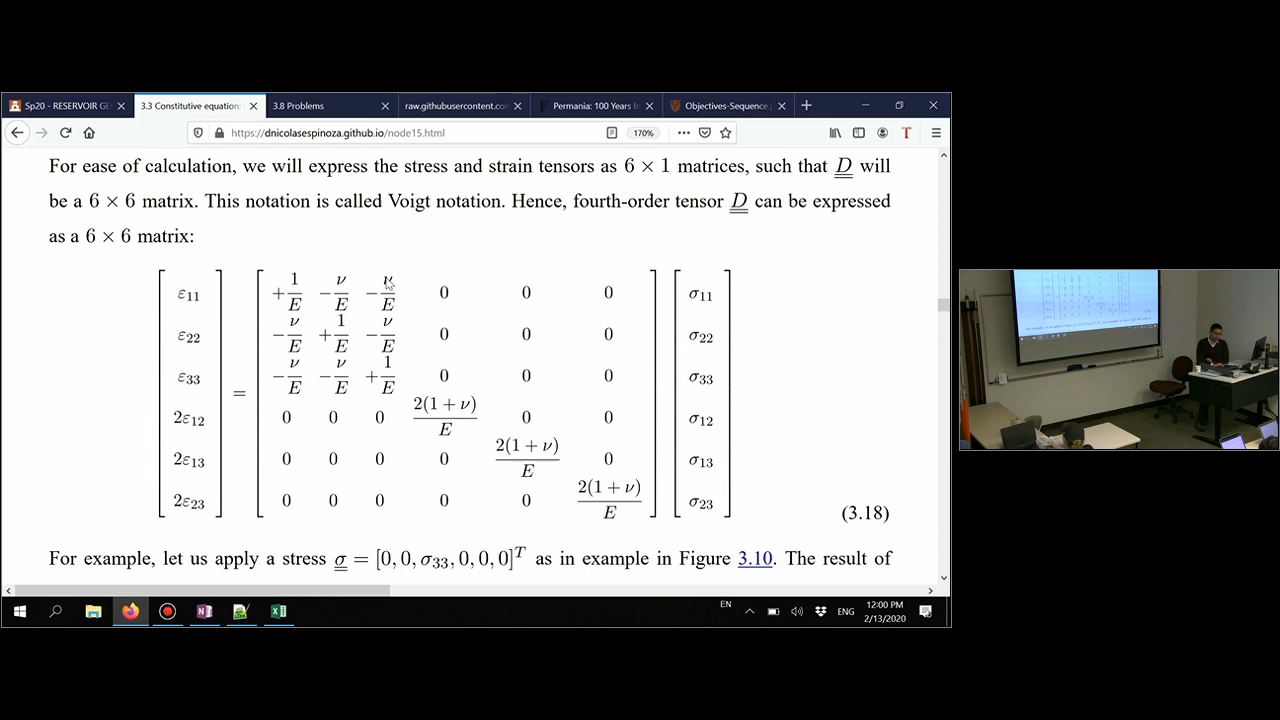 Sp20 - RESERVOIR GE
3.3 Constitutive equation:
3.8 Problems
raw.githubusercontent.co
Permania: 100 Years I
Objectives-Sequence.p
https://dnicolasespinoza.github.io/node15.html
170%
For ease of calculation, we will express the stress and strain tensors as 6 × 1 matrices, such that D will
be a 6 × 6 matrix. This notation is called Voigt notation. Hence, fourth-order tensor D can be expressed
as a 6 × 6 matrix:
ε11 +1/E −ν/E −ν/E 0 0 0 σ11
ε22 −ν/E +1/E −ν/E 0 0 0 σ22
ε33 = −ν/E −ν/E +1/E 0 0 0 σ33
2ε12 0 0 0 2(1 + ν)/E 0 0 σ12
2ε13 0 0 0 0 2(1 + ν)/E 0 σ13
2ε23 0 0 0 0 0 2(1 + ν)/E σ23
(3.18)
For example, let us apply a stress σ = [0, 0, σ33, 0, 0, 0]^T as in example in Figure 3.10. The result of
EN
ENG
12:00 PM
2/13/2020